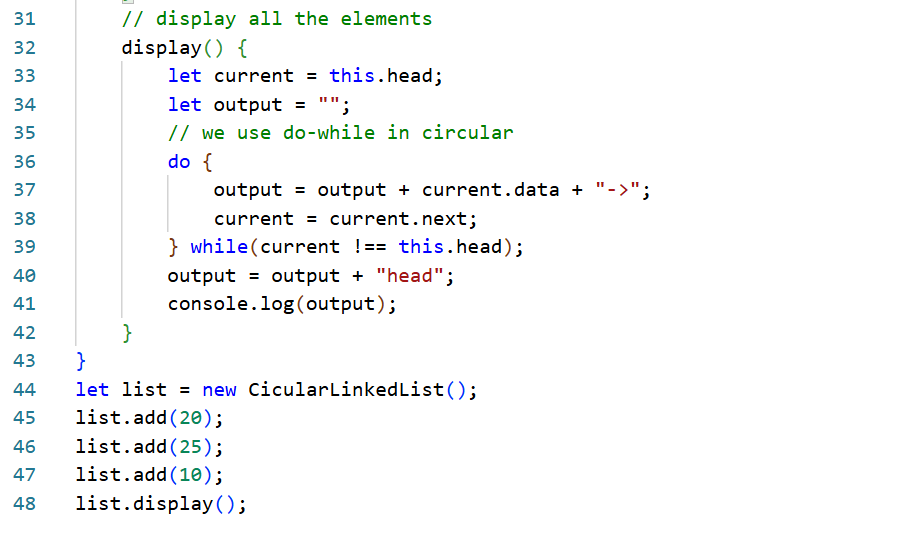 31 // display all the elements
32 display() {
33 let current = this.head;
34 let output = "";
35 // we use do-while in circular
36 do {
37 output = output + current.data + "->";
38 current = current.next;
39 } while(current !== this.head);
40 output = output + "head";
41 console.log(output);
42 }
43 }
44 let list = new CicularLinkedList();
45 list.add(20);
46 list.add(25);
47 list.add(10);
48 list.display();